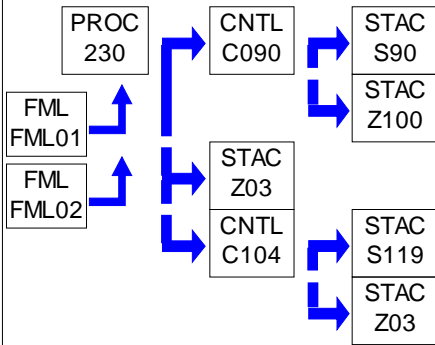 PROC
230
FML
FML01
FML
FML02
CNTL
C090
STAC
Z03
CNTL
C104
STAC
S90
STAC
Z100
STAC
S119
STAC
Z03